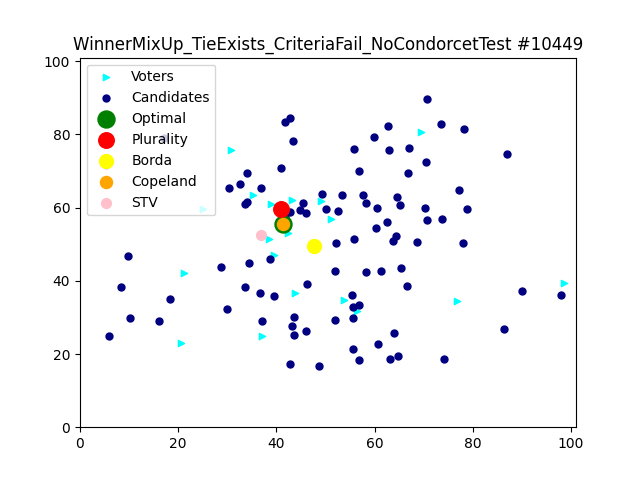 WinnerMixUp_TieExists_CriteriaFail_NoCondorcetTest #10449
100
80
60
40
20
0
Voters
Candidates
Optimal
Plurality
Borda
Copeland
STV
0 20 40 60 80 100